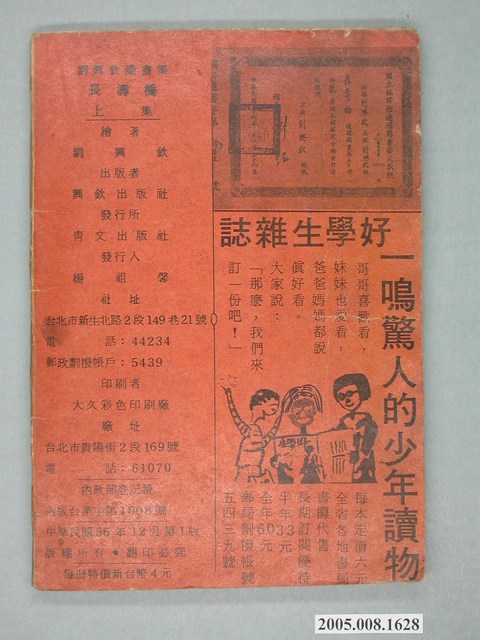 劉興欽漫畫集
長壽橋
上集
繪著
劉興欽
出版者
興欽出版社
發行所
青文出版社
發行人
楊祖馨
社址
台北市新生北路2段149巷21號
電話：44234
郵政劃撥帳戶：5439
印刷者
大久彩色印刷廠
廠址
台北市貴陽街2段169號
電話：61070
內政部登記證
內版台業字第1008號
中華民國56年12月第1版
版權所有•翻印必究
每冊特價新台幣4元
好學生雜誌
一鳴驚人的少年讀物
哥哥喜歡看，
妹妹也愛看，
爸爸媽媽都說
眞好看。
大家說：
「那麼，我們來
訂一份吧！」
每本定價六元
全省各地書局
書攤代售
長期訂閱優待
半年33元
全年60元
郵局劃撥帳號
五四三九號
2005.008.1628